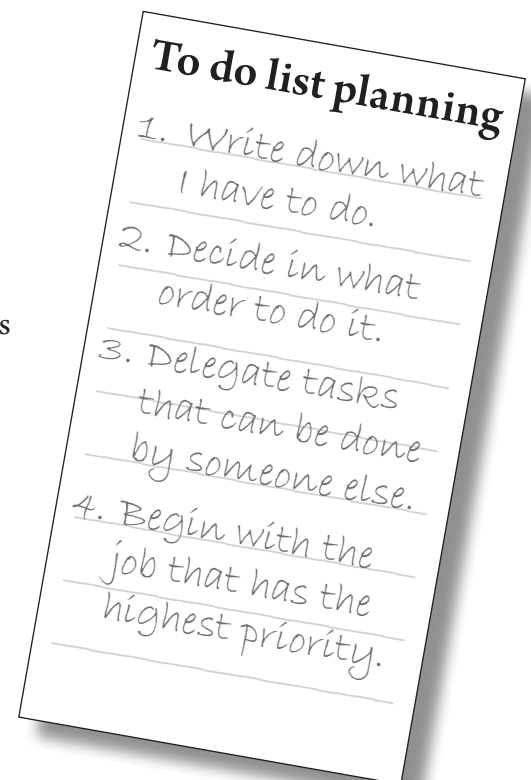 To do list planning
1. Write down what
I have to do.
2. Decide in what
order to do it.
s
3. Delegate tasks
that can be done
by someone else.
4. Begin with the
job that has the
highest priority.